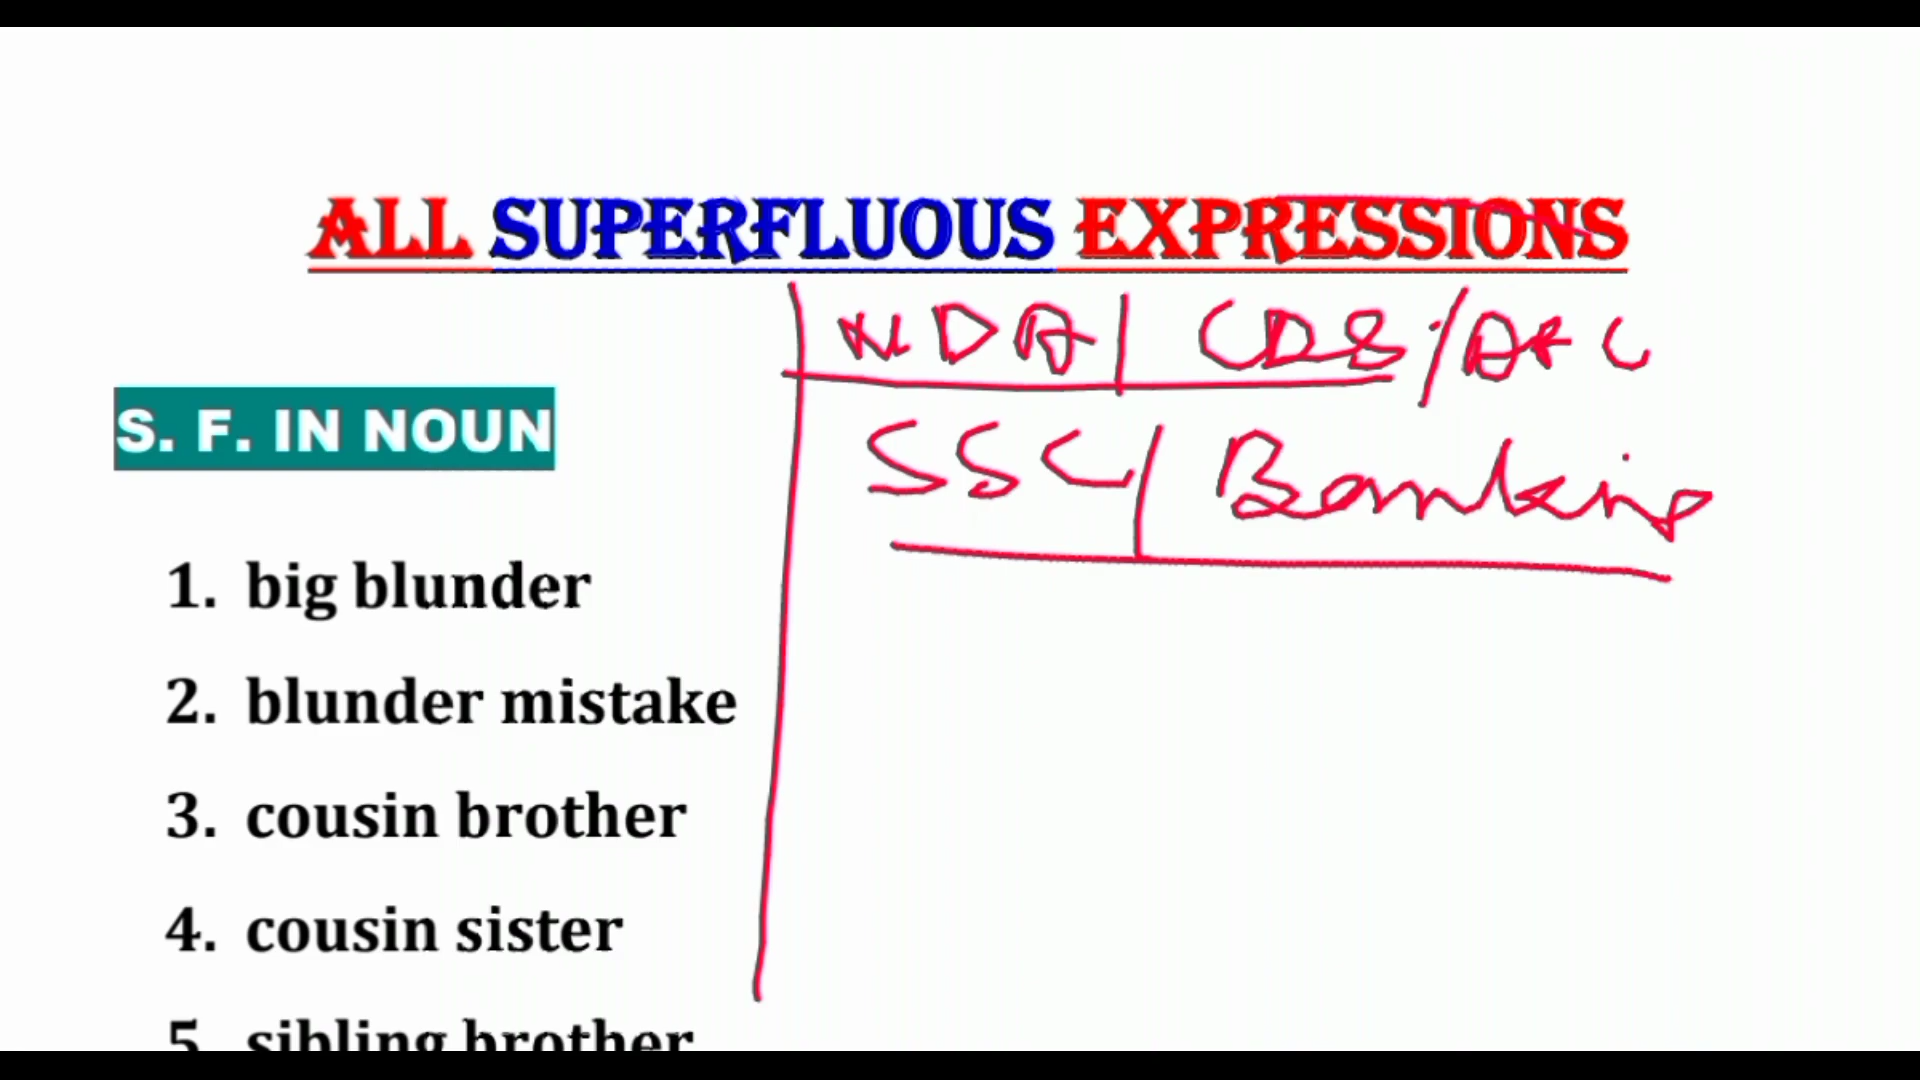 ALL SUPERFLUOUS EXPRESSIONS
NDA | CDS /
S. F. IN NOUN
SSC / Banking
1. big blunder
2. blunder mistake
3. cousin brother
4. cousin sister
5. sibling brother